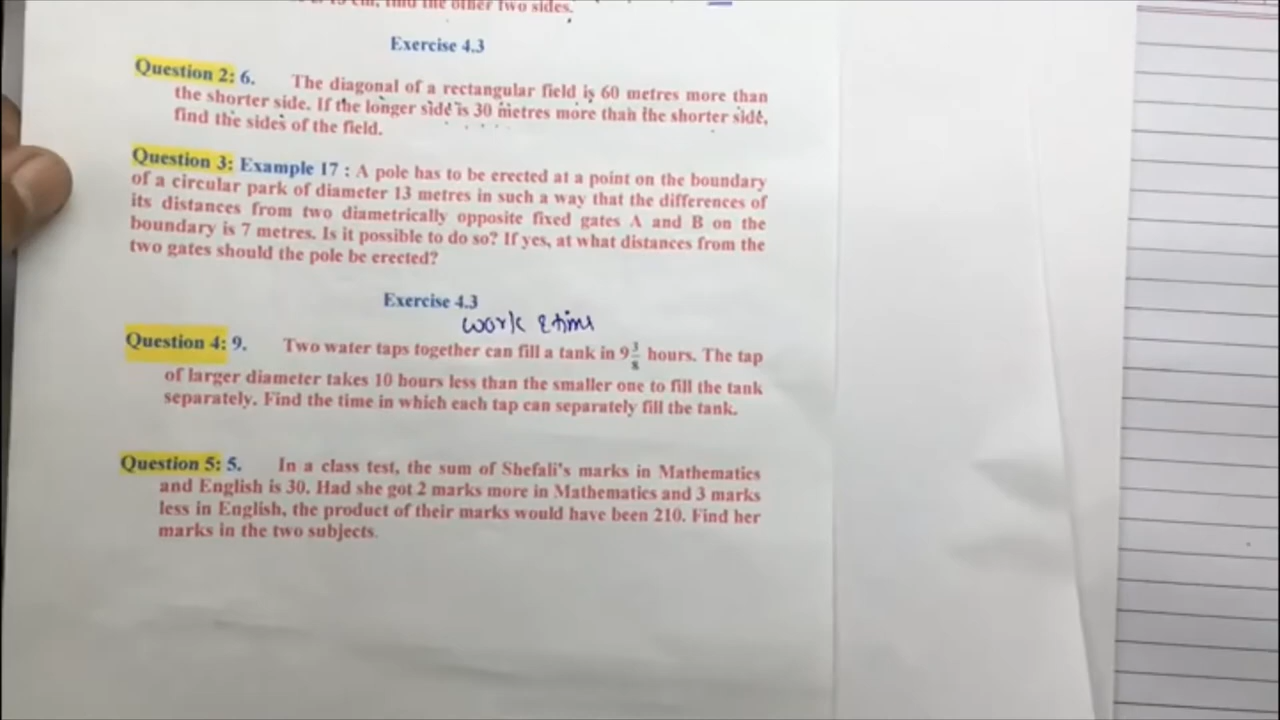 13 cm, find the other two sides.
Exercise 4.3
Question 2: 6. The diagonal of a rectangular field is 60 metres more than
the shorter side. If the longer side is 30 metres more than the shorter side,
find the sides of the field.
Question 3: Example 17 : A pole has to be erected at a point on the boundary
of a circular park of diameter 13 metres in such a way that the differences of
its distances from two diametrically opposite fixed gates A and B on the
boundary is 7 metres. Is it possible to do so? If yes, at what distances from the
two gates should the pole be erected?
Exercise 4.3
work & time
Question 4: 9. Two water taps together can fill a tank in 9 3/8 hours. The tap
of larger diameter takes 10 hours less than the smaller one to fill the tank
separately. Find the time in which each tap can separately fill the tank.
Question 5: 5. In a class test, the sum of Shefali's marks in Mathematics
and English is 30. Had she got 2 marks more in Mathematics and 3 marks
less in English, the product of their marks would have been 210. Find her
marks in the two subjects.